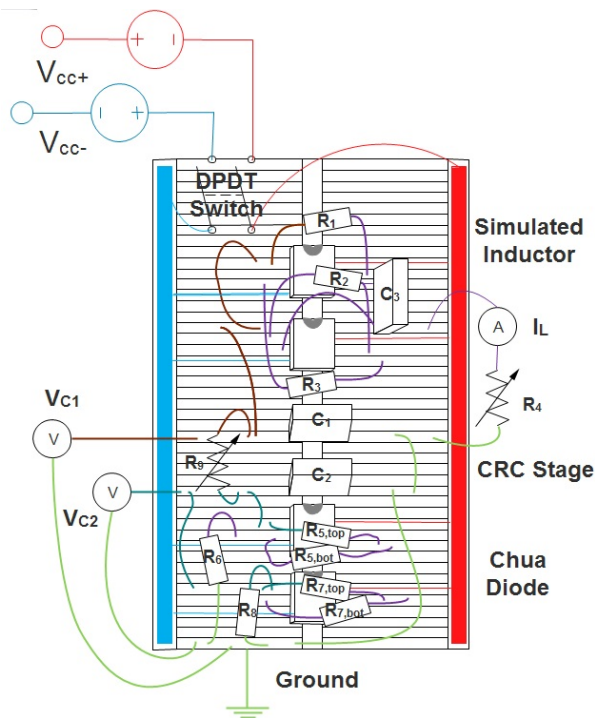 +
−
Vcc+
−
+
Vcc-
DPDT
Switch
R1
Simulated
Inductor
R2
C3
A
IL
R3
R4
VC1
C1
V
R9
C2
CRC Stage
V
VC2
R5,top
R6
R5,bot
Chua
Diode
R7,top
R8
R7,bot
Ground